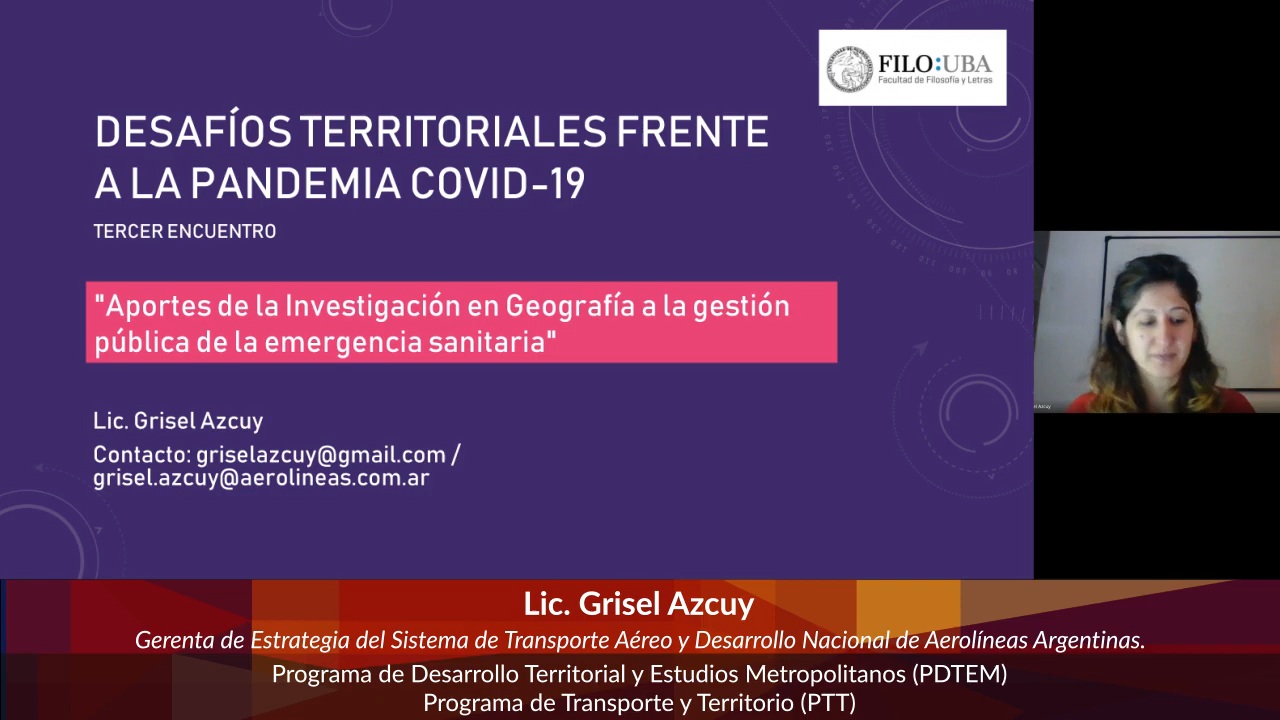 FILO:UBA
Facultad de Filosofía y Letras
DESAFÍOS TERRITORIALES FRENTE
A LA PANDEMIA COVID-19
TERCER ENCUENTRO
"Aportes de la Investigación en Geografía a la gestión
pública de la emergencia sanitaria"
Lic. Grisel Azcuy
Contacto: griselazcuy@gmail.com /
grisel.azcuy@aerolineas.com.ar
Lic. Grisel Azcuy
Gerenta de Estrategia del Sistema de Transporte Aéreo y Desarrollo Nacional de Aerolíneas Argentinas.
Programa de Desarrollo Territorial y Estudios Metropolitanos (PDTEM)
Programa de Transporte y Territorio (PTT)